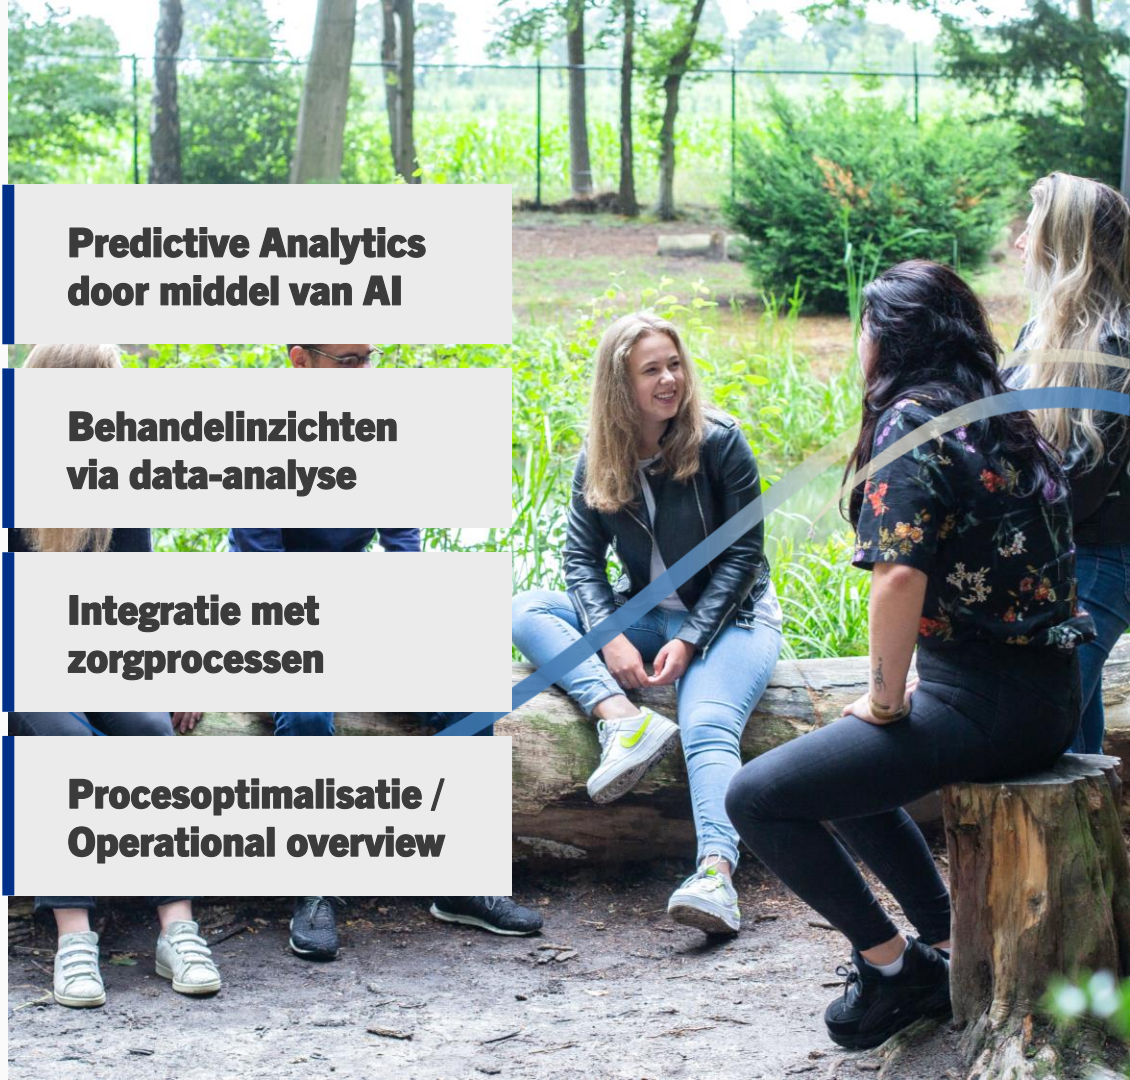 Predictive Analytics
door middel van AI
Behandelinzichten
via data-analyse
Integratie met
zorgprocessen
Procesoptimalisatie /
Operational overview